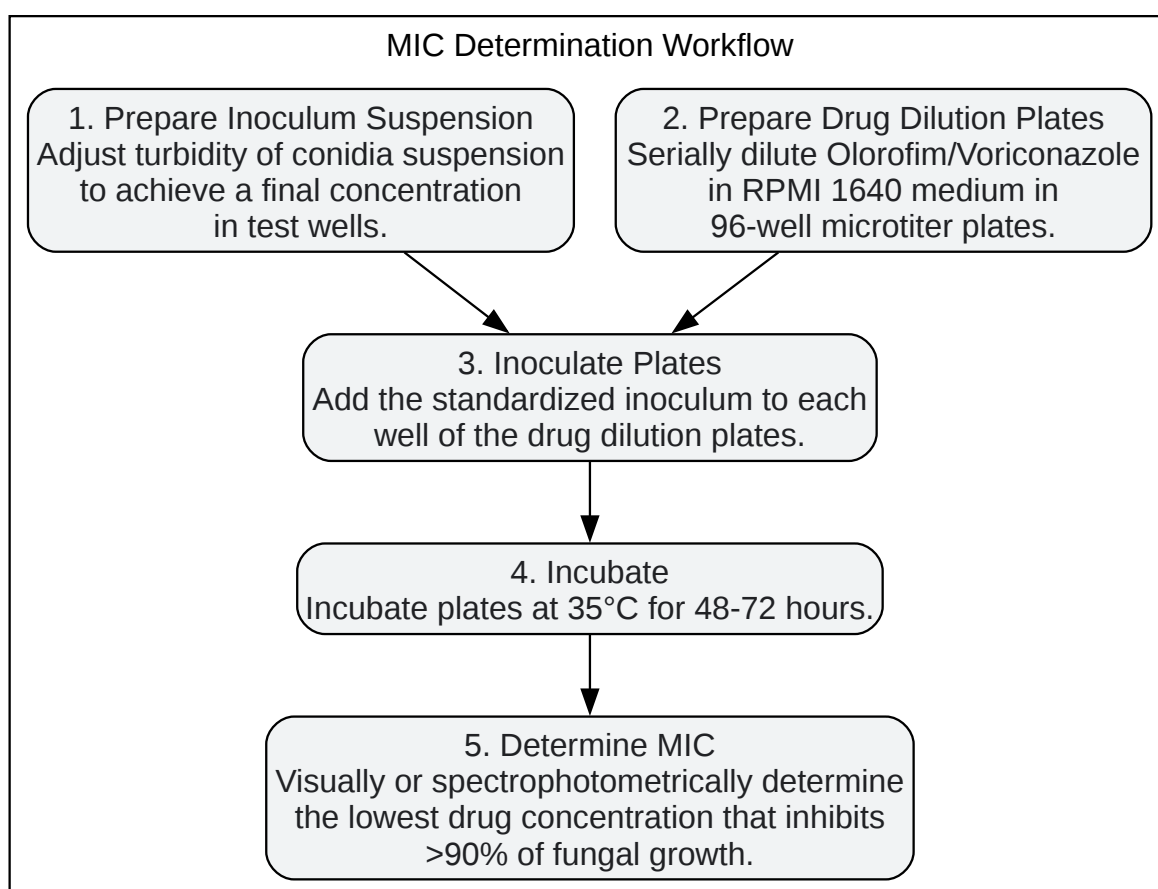 MIC Determination Workflow
1. Prepare Inoculum Suspension
Adjust turbidity of conidia suspension
to achieve a final concentration
in test wells.
2. Prepare Drug Dilution Plates
Serially dilute Olorofim/Voriconazole
in RPMI 1640 medium in
96-well microtiter plates.
3. Inoculate Plates
Add the standardized inoculum to each
well of the drug dilution plates.
4. Incubate
Incubate plates at 35°C for 48-72 hours.
5. Determine MIC
Visually or spectrophotometrically determine
the lowest drug concentration that inhibits
>90% of fungal growth.